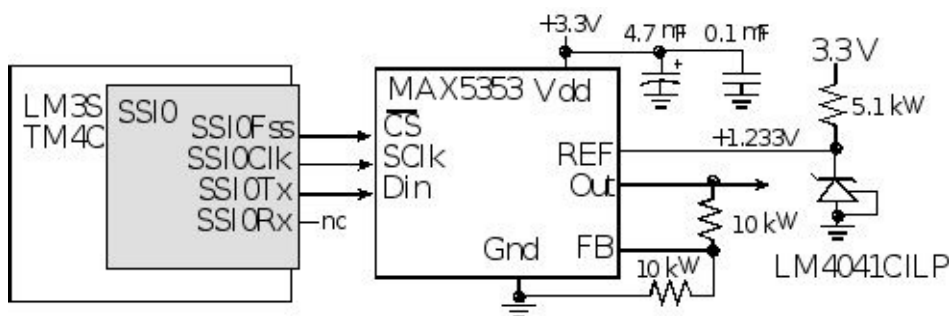 +3.3V
4.7 mF
0.1 mF
3.3 V
LM3S
TM4C
SSI0
SSI0Fss
SSI0Clk
SSI0Tx
SSI0Rx
nc
MAX5353
Vdd
CS
SClk
Din
REF
Out
Gnd
FB
+1.233V
5.1 kW
10 kW
10 kW
+
LM4041CILP